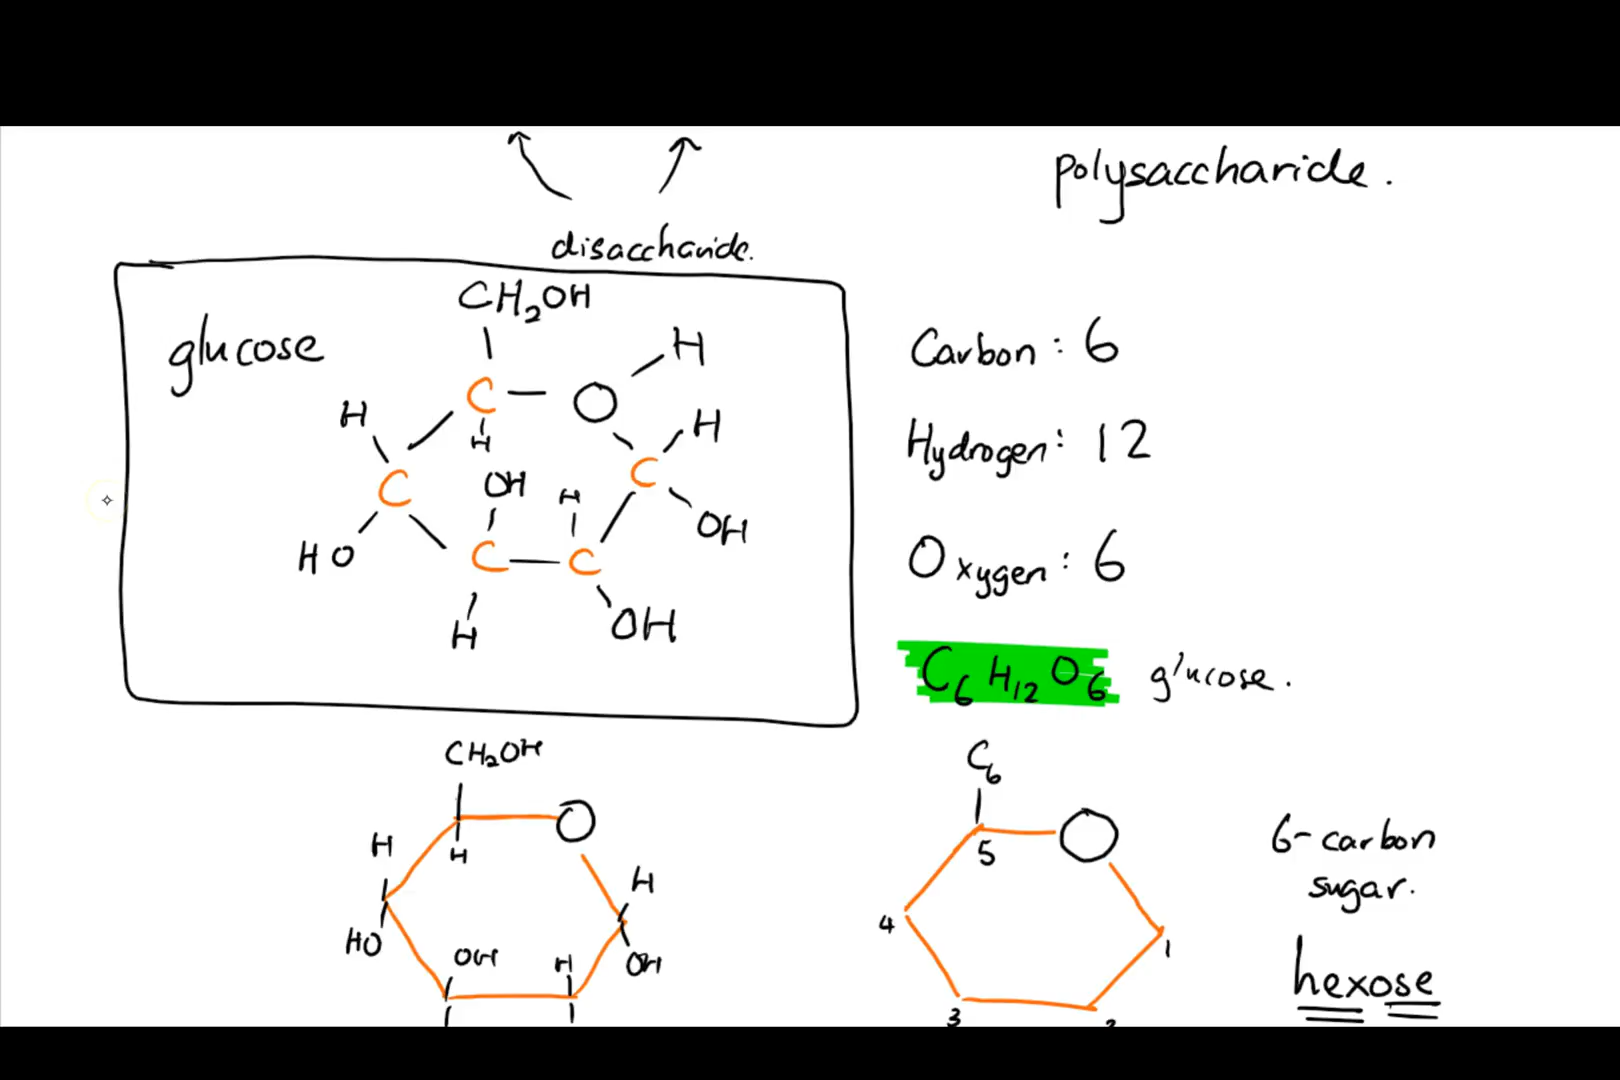 polysaccharide.
disaccharide.
glucose
CH₂OH
H
C
O
H
H
H
C
C
OH
H
C
OH
HO
C
C
H
OH
Carbon: 6
Hydrogen: 12
Oxygen: 6
C₆H₁₂O₆ glucose.
CH₂OH
O
H
H
H
HO
OH
H
OH
C₆
5
O
4
1
3
2
6-carbon
sugar.
hexose